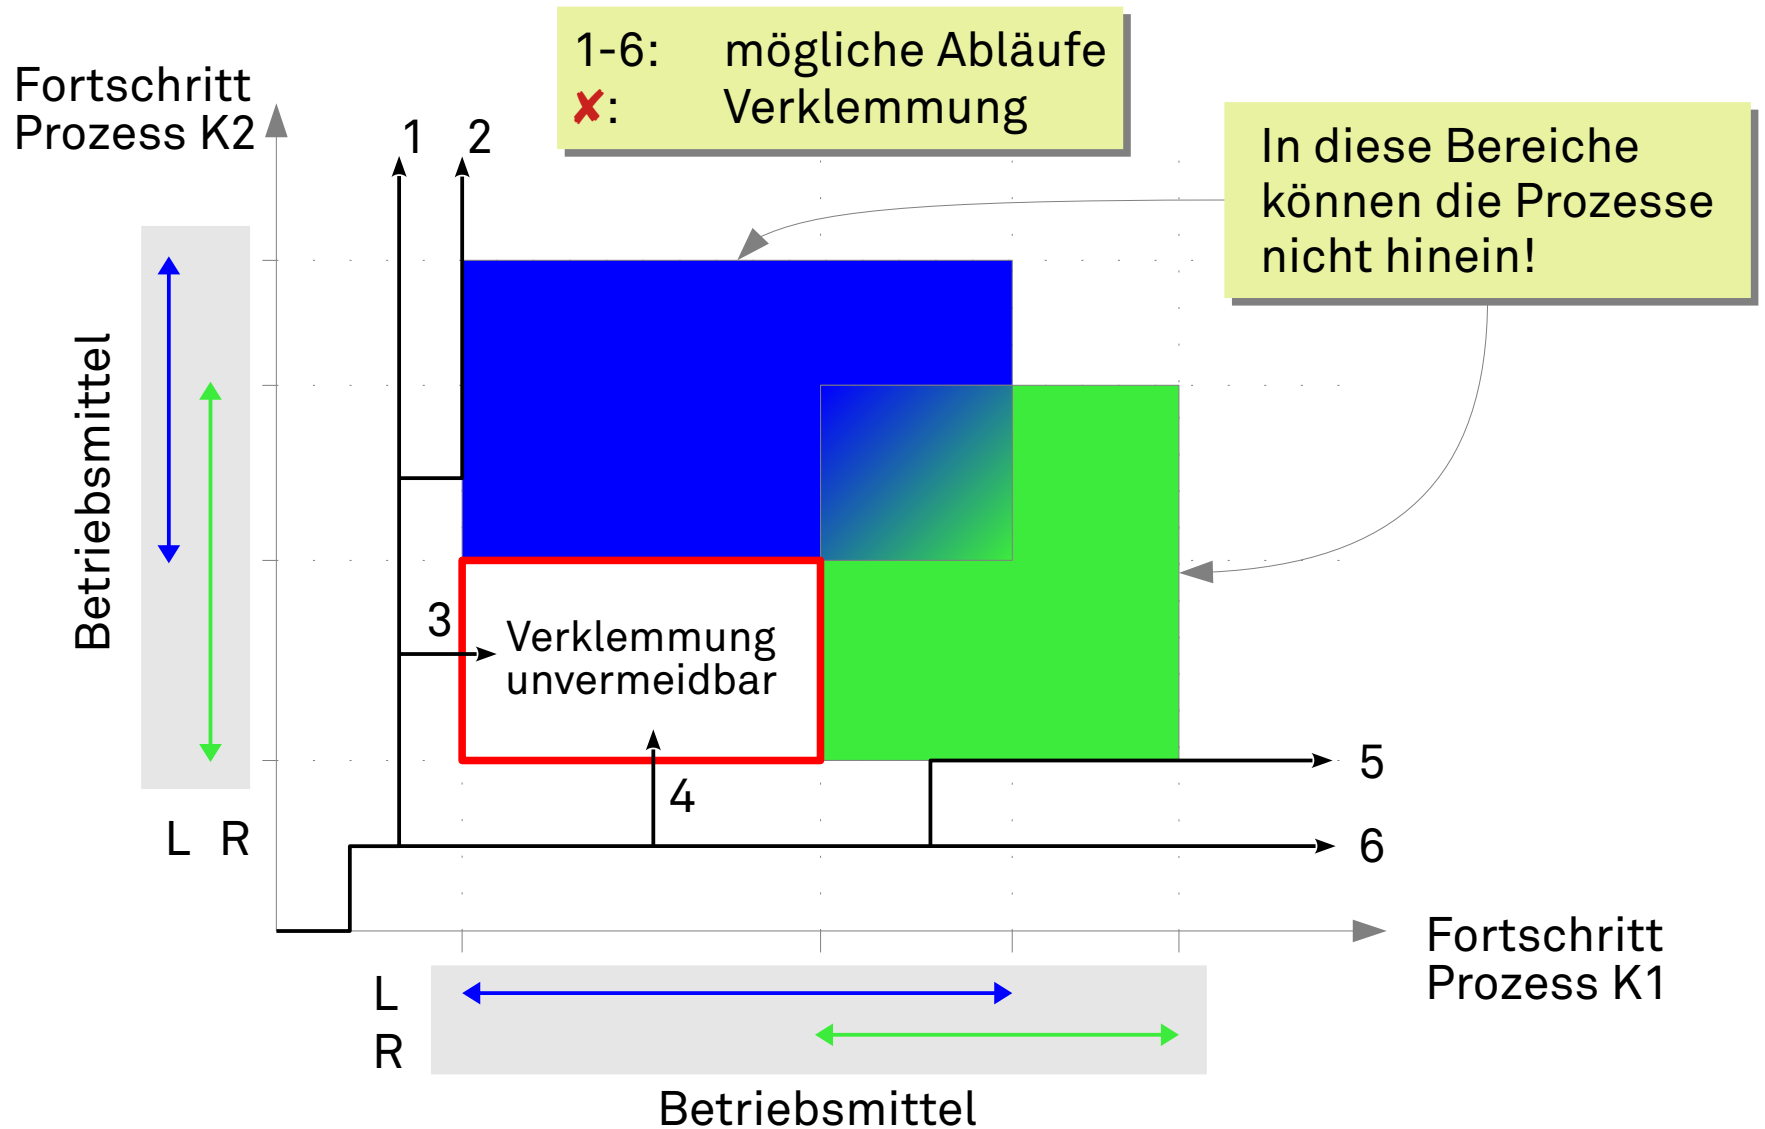 1-6: mögliche Abläufe
✘: Verklemmung
Fortschritt
Prozess K2
1 2
In diese Bereiche
können die Prozesse
nicht hinein!
Betriebsmittel
3
Verklemmung
unvermeidbar
4
5
6
L R
Fortschritt
Prozess K1
L
R
Betriebsmittel